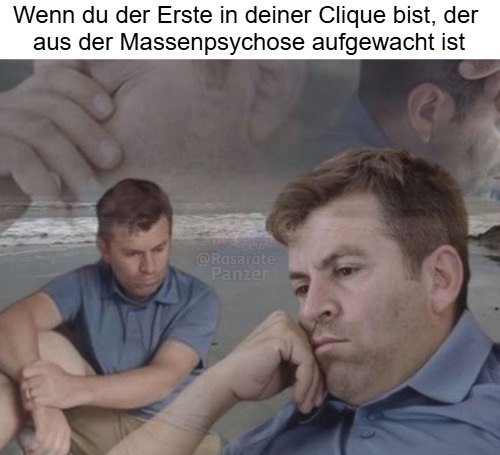 Wenn du der Erste in deiner Clique bist, der
aus der Massenpsychose aufgewacht ist
@Rosarote
Panzer